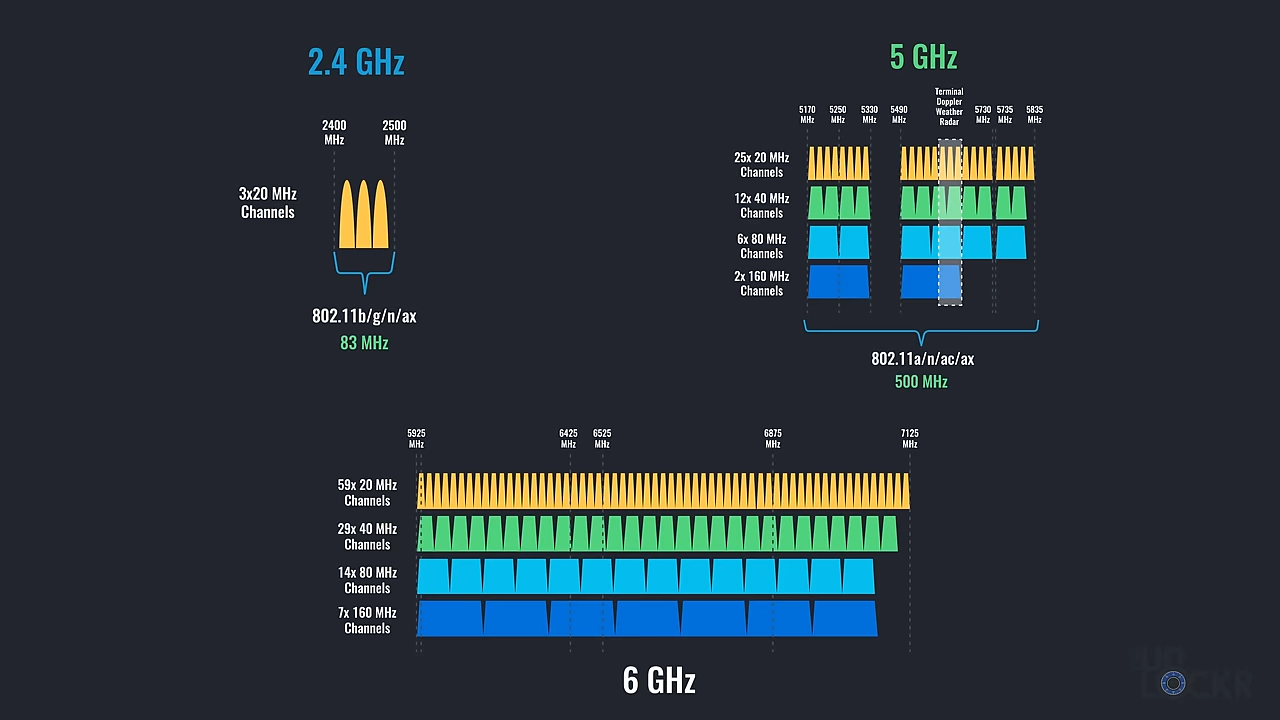 2.4 GHz
2400
MHz
2500
MHz
3x20 MHz
Channels
802.11b/g/n/ax
83 MHz
5 GHz
5170
MHz
5250
MHz
5330
MHz
5490
MHz
Terminal
Doppler
Weather
Radar
5730
MHz
5735
MHz
5835
MHz
25x 20 MHz
Channels
12x 40 MHz
Channels
6x 80 MHz
Channels
2x 160 MHz
Channels
802.11a/n/ac/ax
500 MHz
5925
MHz
6425
MHz
6525
MHz
6875
MHz
7125
MHz
59x 20 MHz
Channels
29x 40 MHz
Channels
14x 80 MHz
Channels
7x 160 MHz
Channels
6 GHz